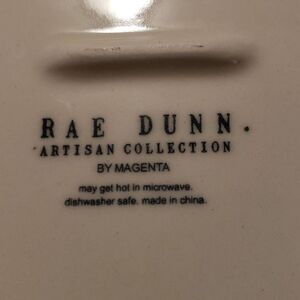 RAE DUNN.
ARTISAN COLLECTION
BY MAGENTA
may get hot in microwave.
dishwasher safe. made in china.